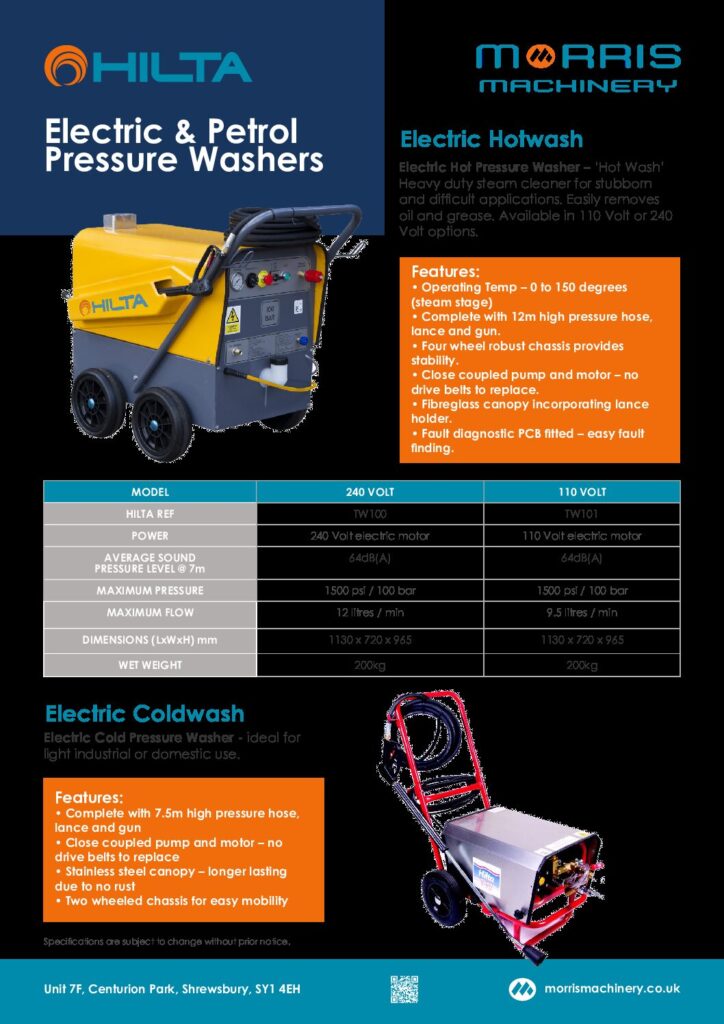 HILTA
MORRIS
MACHINERY
Electric & Petrol
Pressure Washers
Electric Hotwash
Electric Hot Pressure Washer – 'Hot Wash'
Heavy duty steam cleaner for stubborn
and difficult applications. Easily removes
oil and grease. Available in 110 Volt or 240
Volt options.
HILTA
Features:
• Operating Temp – 0 to 150 degrees
(steam stage)
• Complete with 12m high pressure hose,
lance and gun.
• Four wheel robust chassis provides
stability.
• Close coupled pump and motor – no
drive belts to replace.
• Fibreglass canopy incorporating lance
holder.
• Fault diagnostic PCB fitted – easy fault
finding.
MODEL 240 VOLT 110 VOLT
HILTA REF TW100 TW101
POWER 240 Volt electric motor 110 Volt electric motor
AVERAGE SOUND
PRESSURE LEVEL @ 7m 64dB(A) 64dB(A)
MAXIMUM PRESSURE 1500 psi / 100 bar 1500 psi / 100 bar
MAXIMUM FLOW 12 litres / min 9.5 litres / min
DIMENSIONS (LxWxH) mm 1130 x 720 x 965 1130 x 720 x 965
WET WEIGHT 200kg 200kg
Electric Coldwash
Electric Cold Pressure Washer - ideal for
light industrial or domestic use.
Features:
• Complete with 7.5m high pressure hose,
lance and gun
• Close coupled pump and motor – no
drive belts to replace
• Stainless steel canopy – longer lasting
due to no rust
• Two wheeled chassis for easy mobility
Hilta
Specifications are subject to change without prior notice.
Unit 7F, Centurion Park, Shrewsbury, SY1 4EH
morrismachinery.co.uk